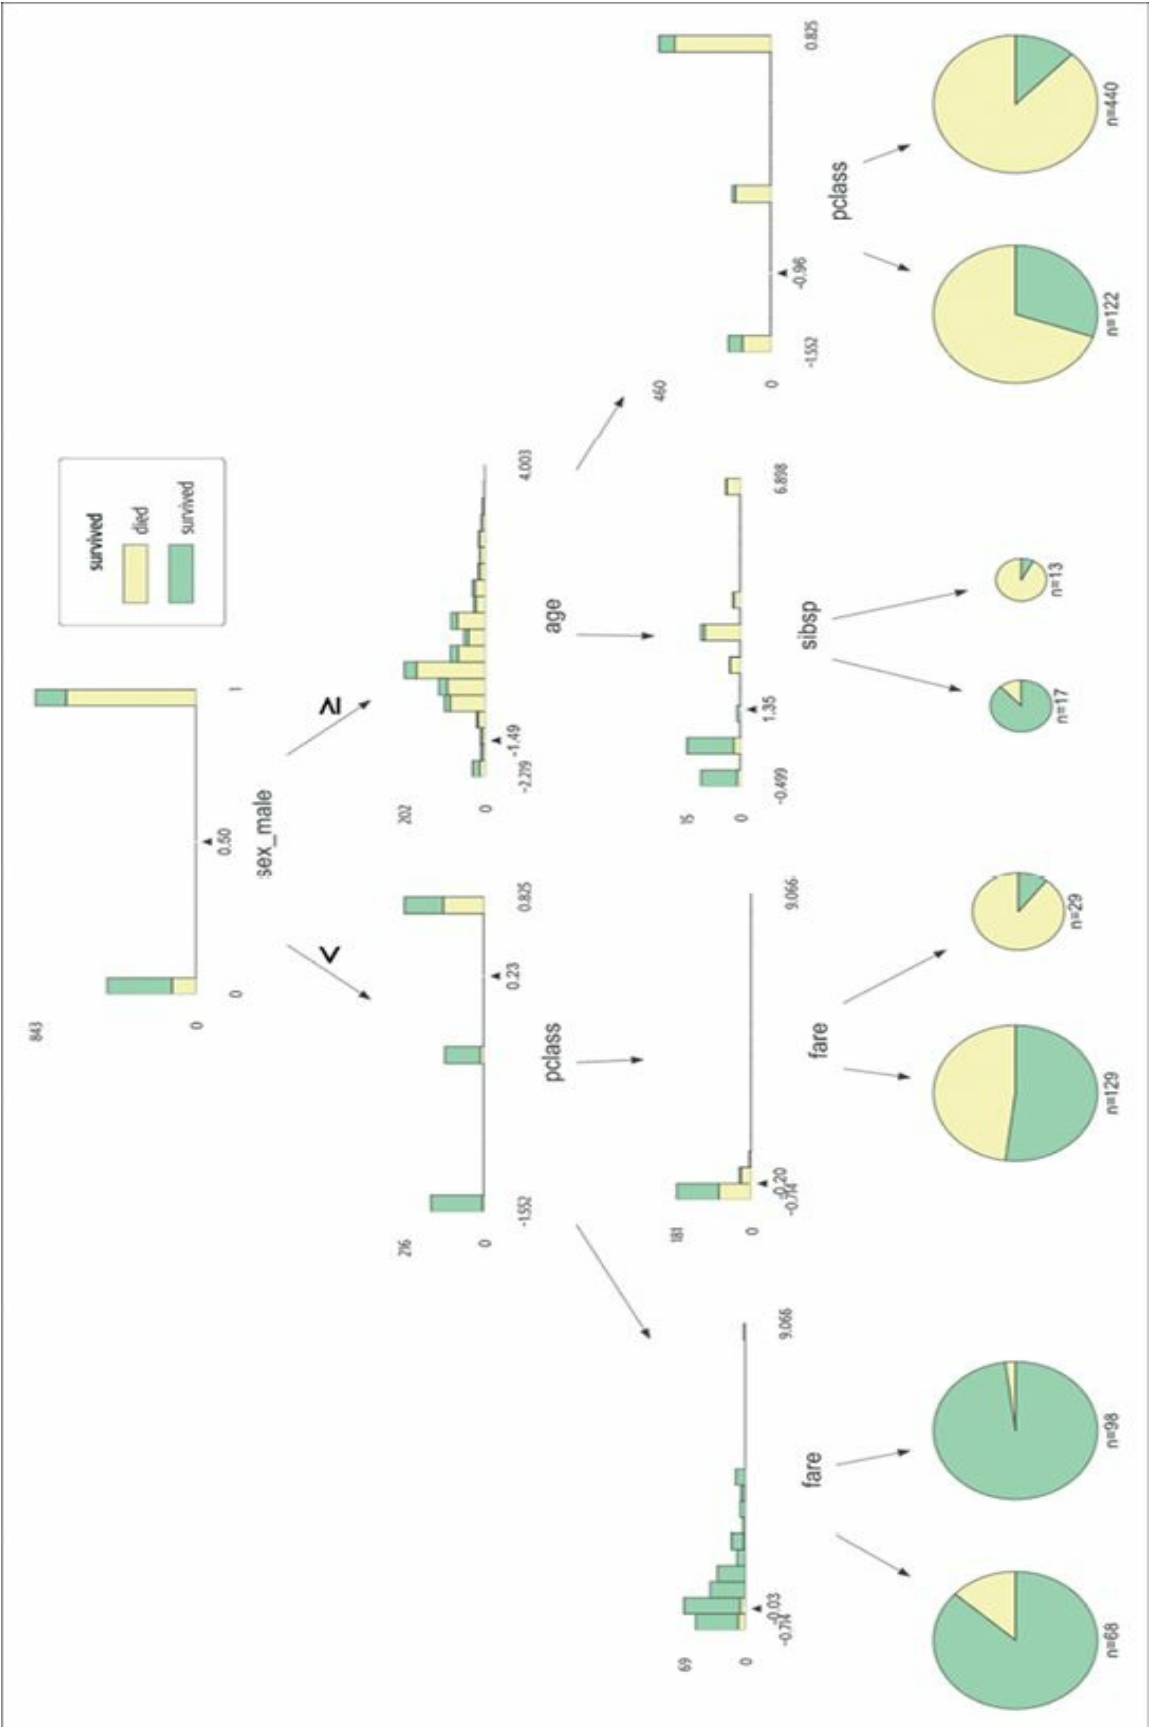 survived
died
survived
843
0
0
1
0.50
sex_male
<
≥
216
0
-1.552
0.825
0.23
pclass
202
0
-2.219
-1.49
4.003
age
69
0
-0.714
-0.03
9.066
fare
181
0
-0.714
-0.20
9.066
fare
15
0
-0.499
1.35
6.898
sibsp
460
0
-1.552
-0.96
0.825
pclass
n=68
n=98
n=129
n=29
n=17
n=13
n=122
n=440